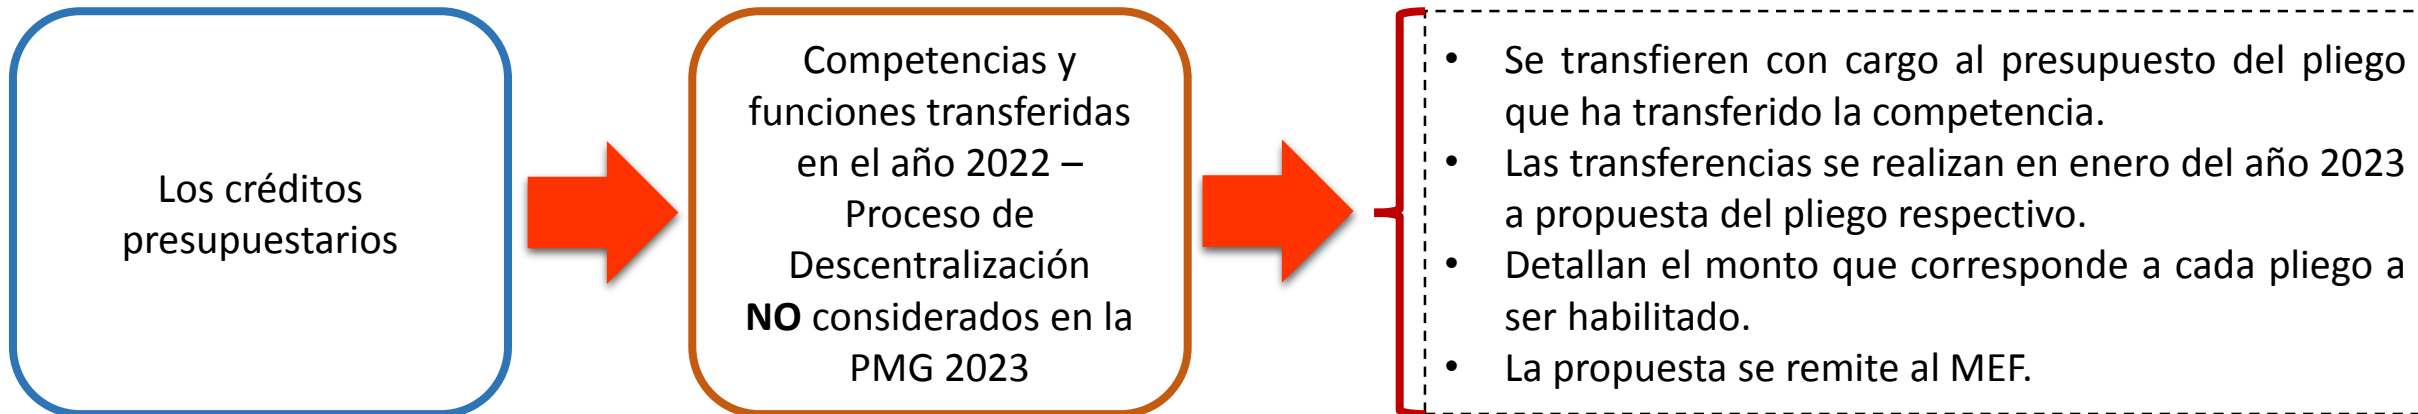 Los créditos
presupuestarios
Competencias y
funciones transferidas
en el año 2022 –
Proceso de
Descentralización
NO considerados en la
PMG 2023
• Se transfieren con cargo al presupuesto del pliego
que ha transferido la competencia.
• Las transferencias se realizan en enero del año 2023
a propuesta del pliego respectivo.
• Detallan el monto que corresponde a cada pliego a
ser habilitado.
• La propuesta se remite al MEF.